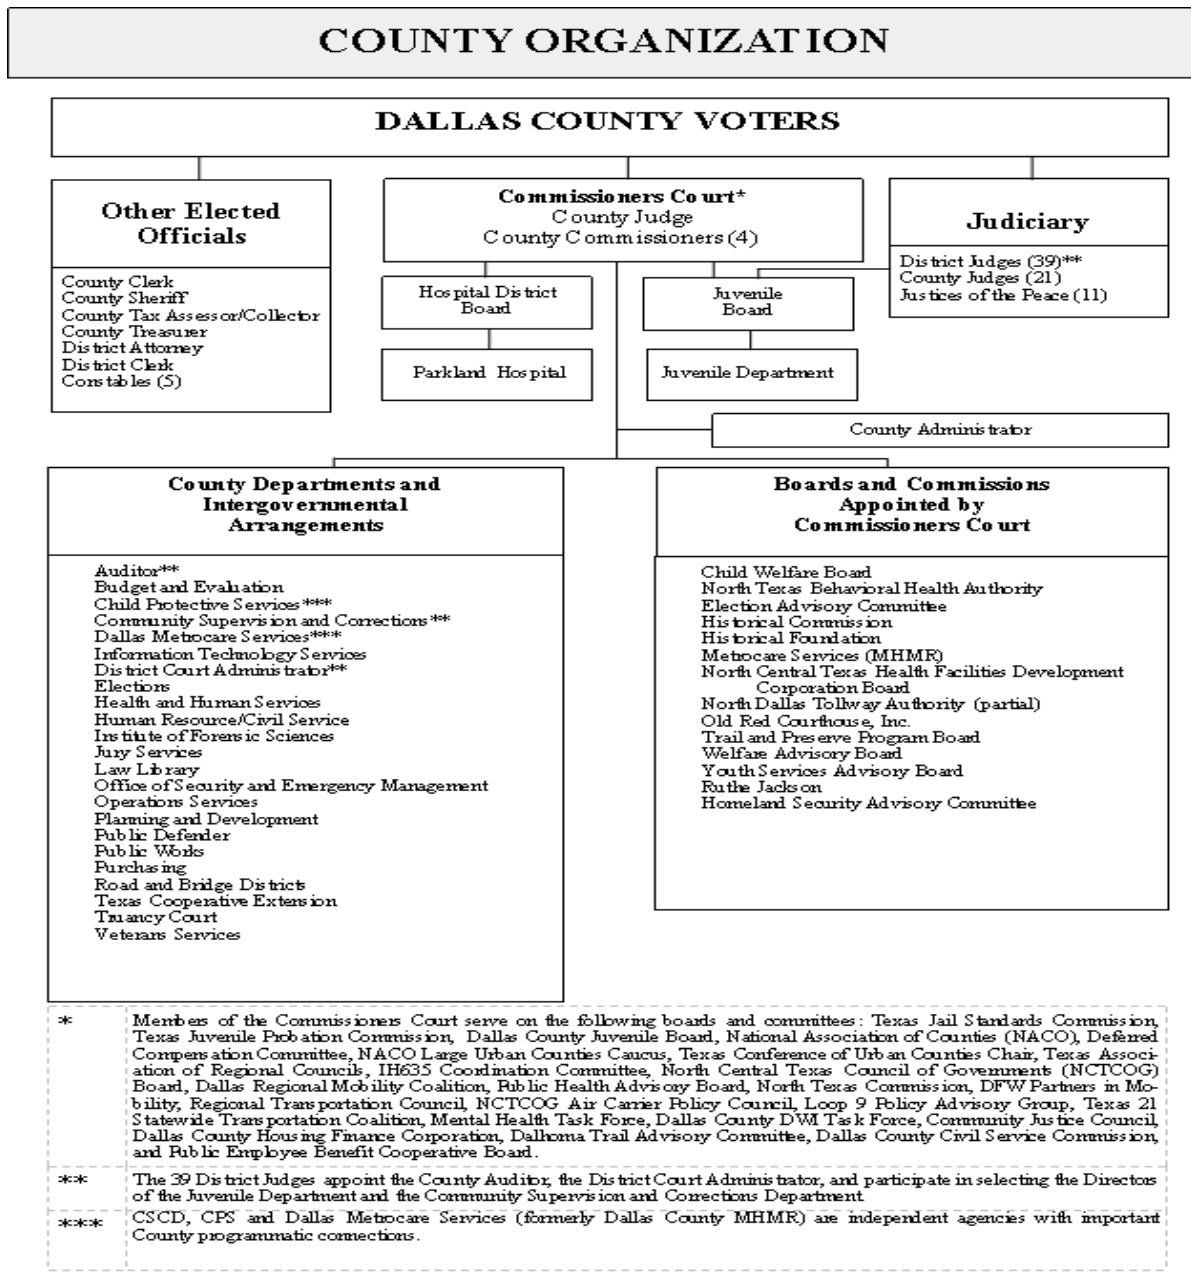 COUNTY ORGANIZATION
DALLAS COUNTY VOTERS
Other Elected
Officials
County Clerk
County Sheriff
County Tax Assessor/Collector
County Treasurer
District Attorney
District Clerk
Constables (5)
Commissioners Court*
County Judge
County Commissioners (4)
Judiciary
District Judges (39)**
County Judges (21)
Justices of the Peace (11)
Hospital District
Board
Juvenile
Board
Parkland Hospital
Juvenile Department
County Administrator
County Departments and
Intergovernmental
Arrangements
Auditor**
Budget and Evaluation
Child Protective Services***
Community Supervision and Corrections**
Dallas Metrocare Services***
Information Technology Services
District Court Administrator**
Elections
Health and Human Services
Human Resource/Civil Service
Institute of Forensic Sciences
Jury Services
Law Library
Office of Security and Emergency Management
Operations Services
Planning and Development
Public Defender
Public Works
Purchasing
Road and Bridge Districts
Texas Cooperative Extension
Truancy Court
Veterans Services
Boards and Commissions
Appointed by
Commissioners Court
Child Welfare Board
North Texas Behavioral Health Authority
Election Advisory Committee
Historical Commission
Historical Foundation
Metrocare Services (MHMR)
North Central Texas Health Facilities Development
Corporation Board
North Dallas Tollway Authority (partial)
Old Red Courthouse, Inc.
Trail and Preserve Program Board
Welfare Advisory Board
Youth Services Advisory Board
Ruthe Jackson
Homeland Security Advisory Committee
* Members of the Commissioners Court serve on the following boards and committees: Texas Jail Standards Commission,
Texas Juvenile Probation Commission, Dallas County Juvenile Board, National Association of Counties (NACO), Deferred
Compensation Committee, NACO Large Urban Counties Caucus, Texas Conference of Urban Counties Chair, Texas Associ-
ation of Regional Councils, IH635 Coordination Committee, North Central Texas Council of Governments (NCTCOG)
Board, Dallas Regional Mobility Coalition, Public Health Advisory Board, North Texas Commission, DFW Partners in Mo-
bility, Regional Transportation Council, NCTCOG Air Carrier Policy Council, Loop 9 Policy Advisory Group, Texas 21
Statewide Transportation Coalition, Mental Health Task Force, Dallas County DWI Task Force, Community Justice Council,
Dallas County Housing Finance Corporation, Dalhoma Trail Advisory Committee, Dallas County Civil Service Commission,
and Public Employee Benefit Cooperative Board.
** The 39 District Judges appoint the County Auditor, the District Court Administrator, and participate in selecting the Directors
of the Juvenile Department and the Community Supervision and Corrections Department
*** CSCD, CPS and Dallas Metrocare Services (formerly Dallas County MHMR) are independent agencies with important
County programmatic connections.